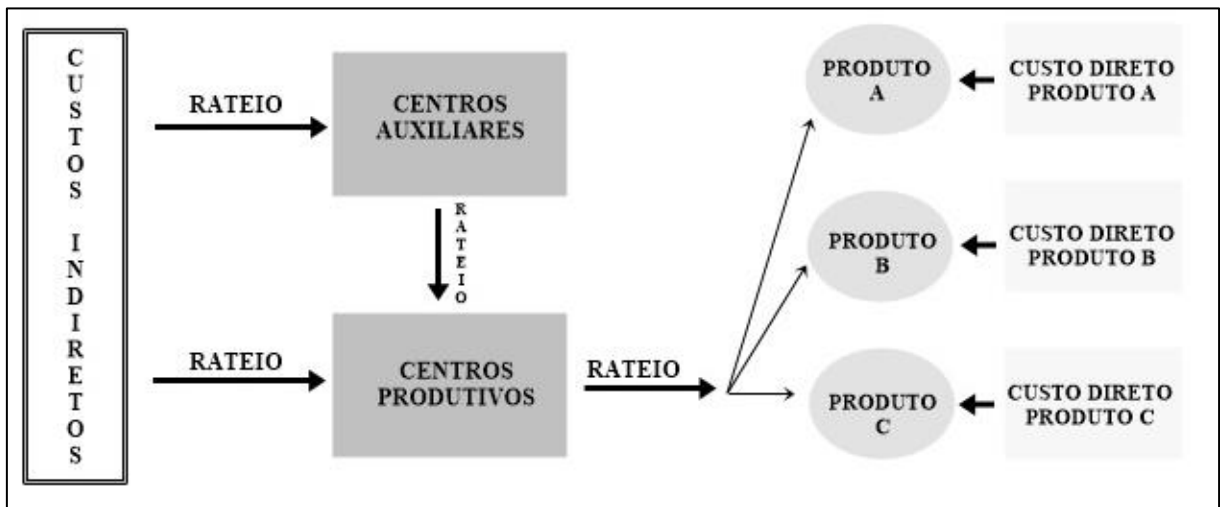 CUSTOS INDIRETOS
RATEIO
CENTROS
AUXILIARES
RATEIO
RATEIO
CENTROS
PRODUTIVOS
RATEIO
PRODUTO
A
CUSTO DIRETO
PRODUTO A
PRODUTO
B
CUSTO DIRETO
PRODUTO B
PRODUTO
C
CUSTO DIRETO
PRODUTO C